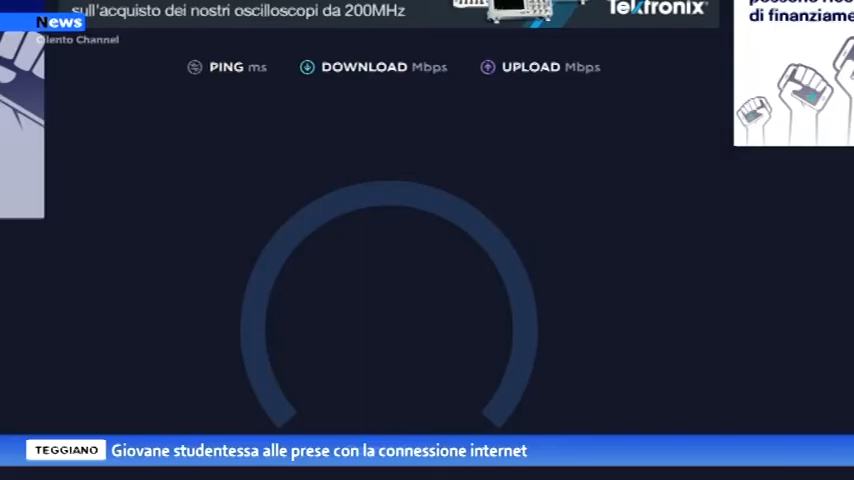 sull'acquisto dei nostri oscilloscopi da 200MHz
Tektronix
di finanziame
News
Cilento Channel
PING ms
DOWNLOAD Mbps
UPLOAD Mbps
TEGGIANO
Giovane studentessa alle prese con la connessione internet